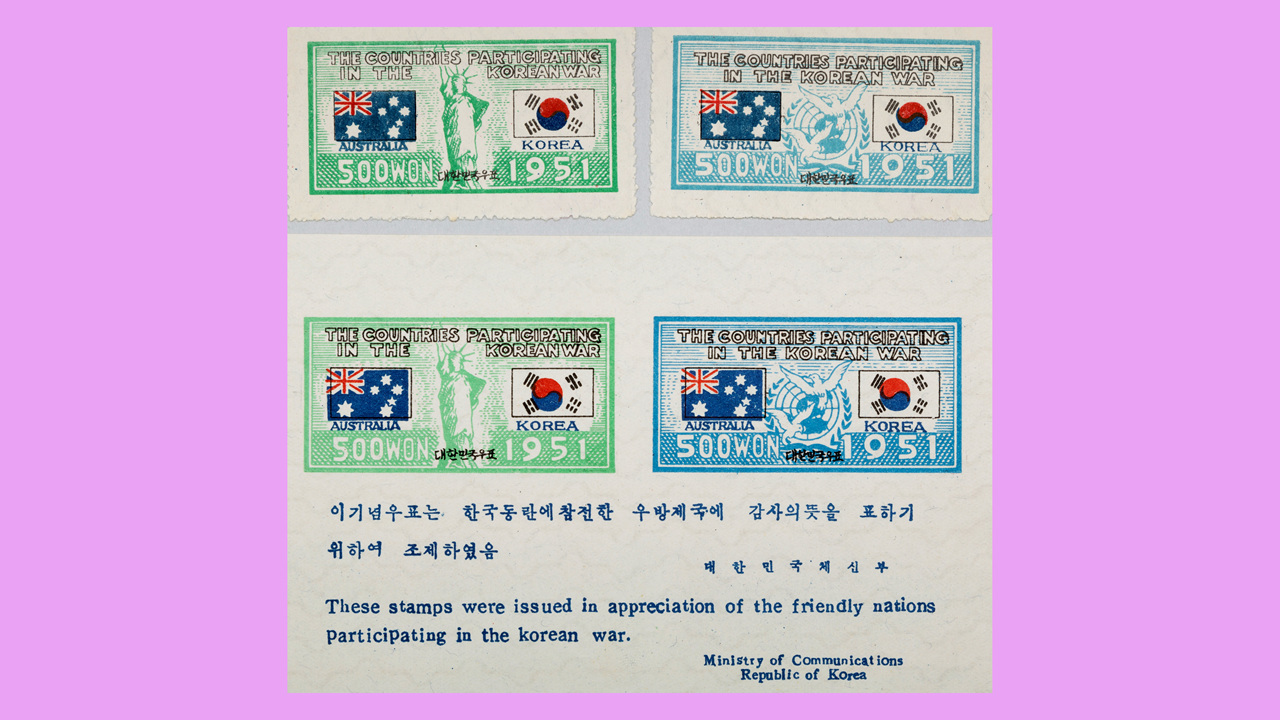 THE COUNTRIES PARTICIPATING
IN THE KOREAN WAR
AUSTRALIA KOREA
500WON 대한민국우표 1951
THE COUNTRIES PARTICIPATING
IN THE KOREAN WAR
AUSTRALIA KOREA
500WON 대한민국우표 1951
THE COUNTRIES PARTICIPATING
IN THE KOREAN WAR
AUSTRALIA KOREA
500WON 대한민국우표 1951
THE COUNTRIES PARTICIPATING
IN THE KOREAN WAR
AUSTRALIA KOREA
500WON 대한민국우표 1951
이기념우표는 한국동란에참전한 우방제국에 감사의뜻을 표하기
위하여 조제하였음
대한민국체신부
These stamps were issued in appreciation of the friendly nations
participating in the korean war.
Ministry of Communications
Republic of Korea